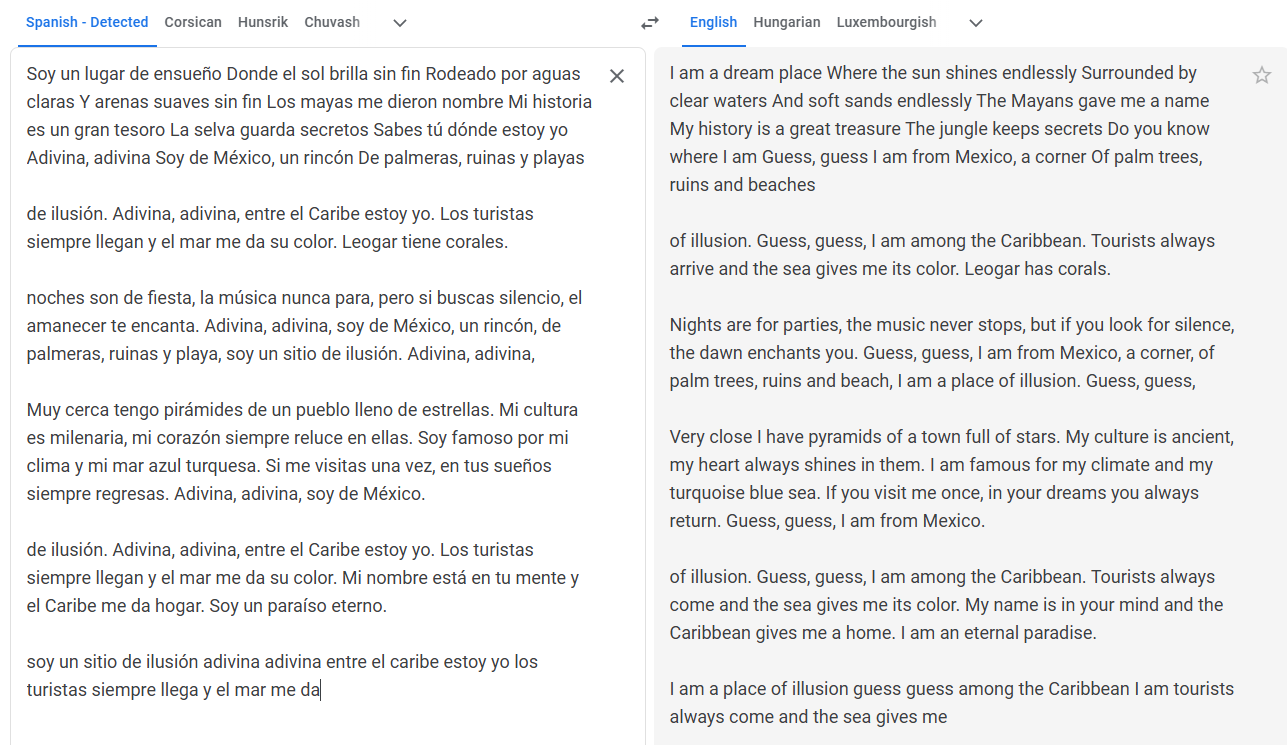 Spanish - Detected Corsican Hunsrik Chuvash
English Hungarian Luxembourgish
Soy un lugar de ensueño Donde el sol brilla sin fin Rodeado por aguas
claras Y arenas suaves sin fin Los mayas me dieron nombre Mi historia
es un gran tesoro La selva guarda secretos Sabes tú dónde estoy yo
Adivina, adivina Soy de México, un rincón De palmeras, ruinas y playas
de ilusión. Adivina, adivina, entre el Caribe estoy yo. Los turistas
siempre llegan y el mar me da su color. Leogar tiene corales.
noches son de fiesta, la música nunca para, pero si buscas silencio, el
amanecer te encanta. Adivina, adivina, soy de México, un rincón, de
palmeras, ruinas y playa, soy un sitio de ilusión. Adivina, adivina,
Muy cerca tengo pirámides de un pueblo lleno de estrellas. Mi cultura
es milenaria, mi corazón siempre reluce en ellas. Soy famoso por mi
clima y mi mar azul turquesa. Si me visitas una vez, en tus sueños
siempre regresas. Adivina, adivina, soy de México.
de ilusión. Adivina, adivina, entre el Caribe estoy yo. Los turistas
siempre llegan y el mar me da su color. Mi nombre está en tu mente y
el Caribe me da hogar. Soy un paraíso eterno.
soy un sitio de ilusión adivina adivina entre el caribe estoy yo los
turistas siempre llega y el mar me da
I am a dream place Where the sun shines endlessly Surrounded by
clear waters And soft sands endlessly The Mayans gave me a name
My history is a great treasure The jungle keeps secrets Do you know
where I am Guess, guess I am from Mexico, a corner Of palm trees,
ruins and beaches
of illusion. Guess, guess, I am among the Caribbean. Tourists always
arrive and the sea gives me its color. Leogar has corals.
Nights are for parties, the music never stops, but if you look for silence,
the dawn enchants you. Guess, guess, I am from Mexico, a corner, of
palm trees, ruins and beach, I am a place of illusion. Guess, guess,
Very close I have pyramids of a town full of stars. My culture is ancient,
my heart always shines in them. I am famous for my climate and my
turquoise blue sea. If you visit me once, in your dreams you always
return. Guess, guess, I am from Mexico.
of illusion. Guess, guess, I am among the Caribbean. Tourists always
come and the sea gives me its color. My name is in your mind and the
Caribbean gives me a home. I am an eternal paradise.
I am a place of illusion guess guess among the Caribbean I am tourists
always come and the sea gives me